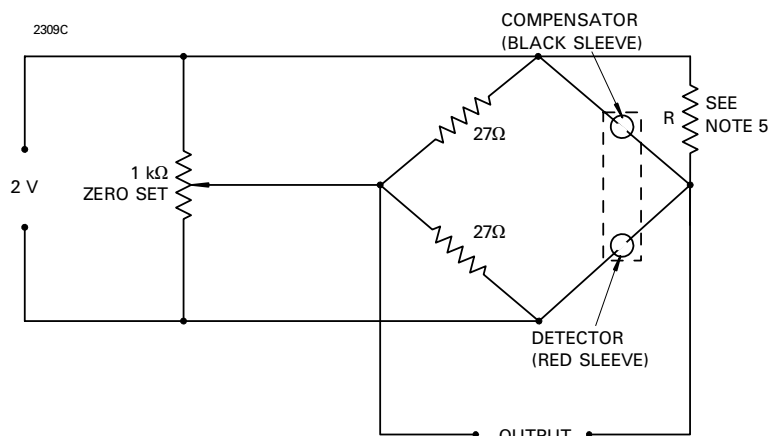 2309C
COMPENSATOR
(BLACK SLEEVE)
R
SEE
NOTE 5
27Ω
1 kΩ
ZERO SET
2 V
27Ω
DETECTOR
(RED SLEEVE)
OUTPUT